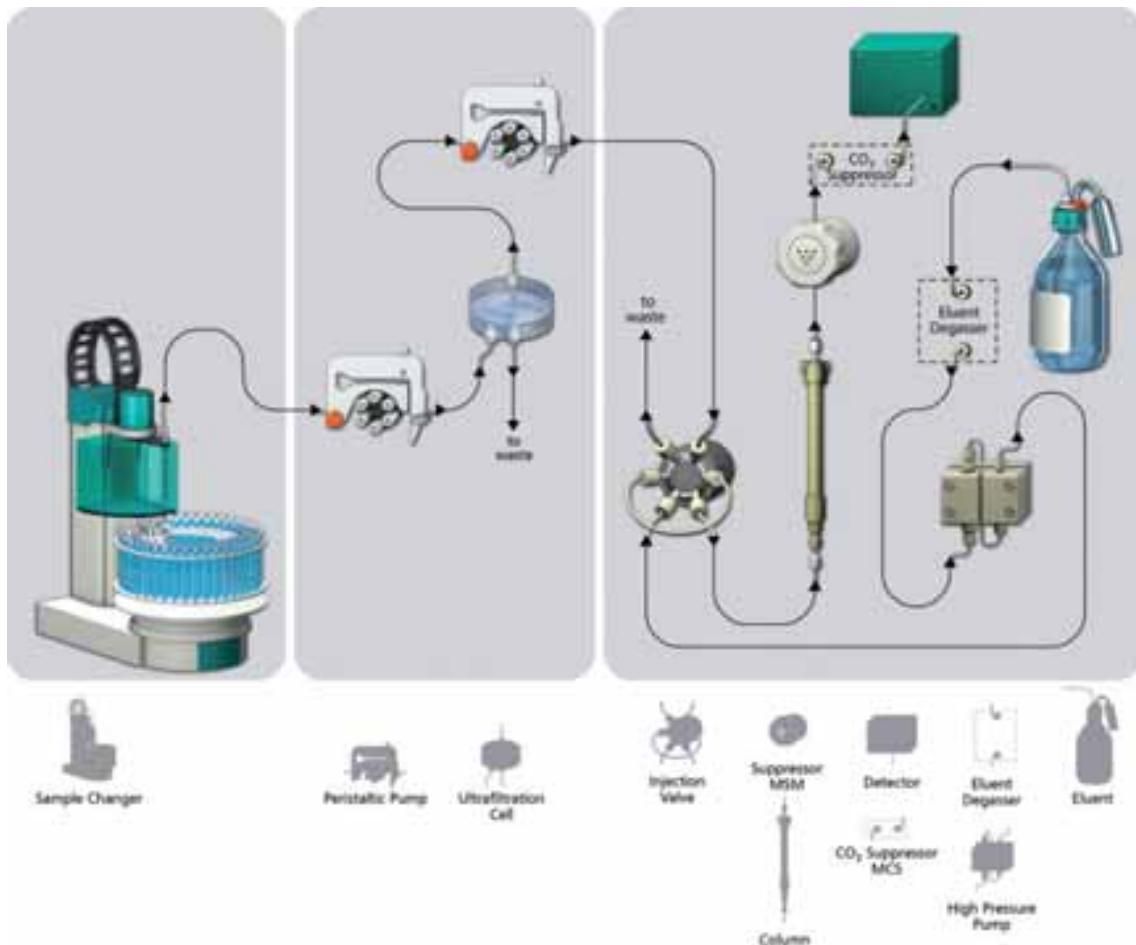 CO₂
Suppressor
Eluent
Degasser
to
waste
to
waste
Sample Changer
Peristaltic Pump
Ultrafiltration
Cell
Injection
Valve
Suppressor
MSM
Detector
Eluent
Degasser
Eluent
CO₂ Suppressor
MCS
High Pressure
Pump
Column